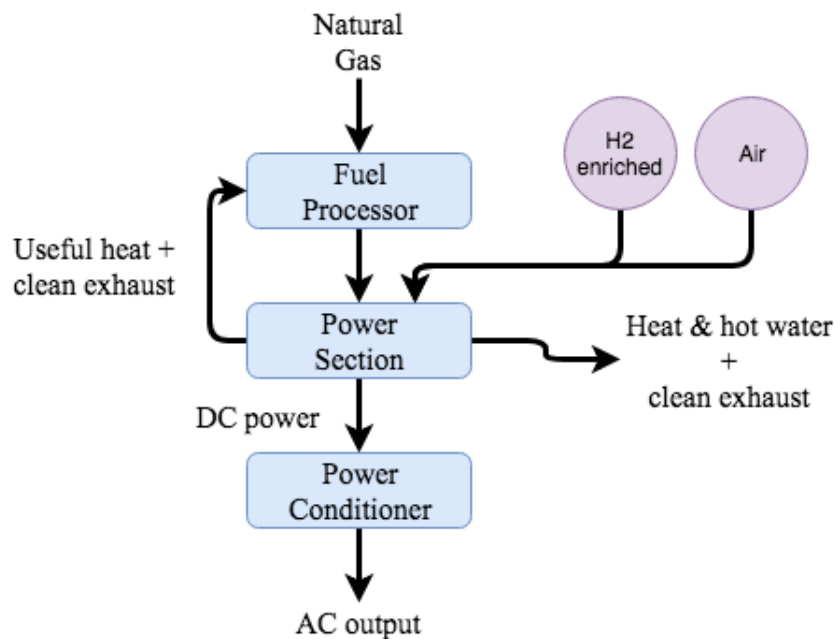 Natural
Gas
H2
enriched
Air
Fuel
Processor
Useful heat +
clean exhaust
Power
Section
Heat & hot water
+
clean exhaust
DC power
Power
Conditioner
AC output